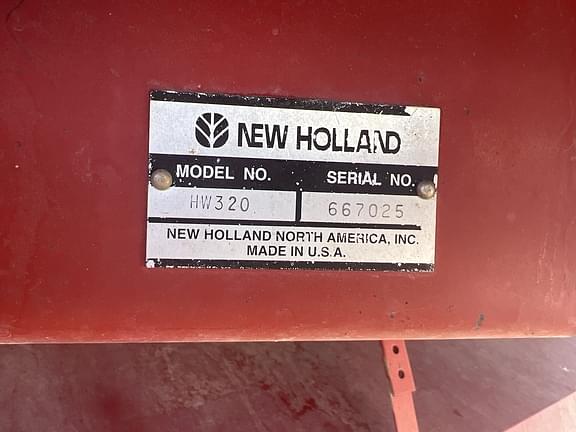 NEW HOLLAND
MODEL NO. SERIAL NO.
HW320 667025
NEW HOLLAND NORTH AMERICA, INC.
MADE IN U.S.A.